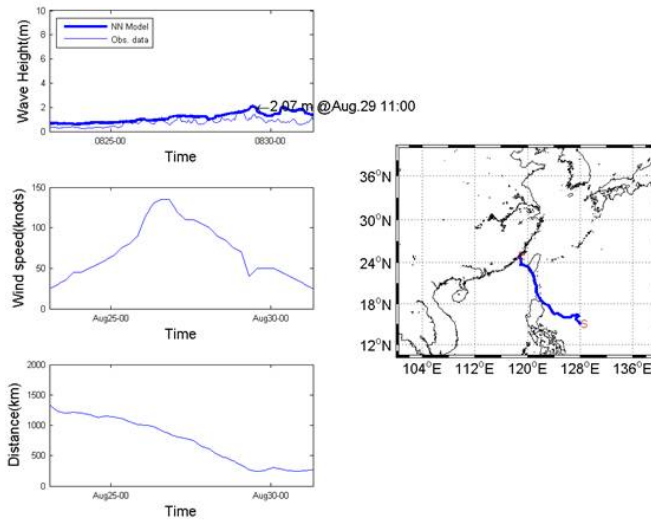 10
8
6
4
2
0
Wave Height(m)
NN Model
Obs. data
2.07 m @Aug.29 11:00
0825-00
0830-00
Time
150
100
50
0
Wind speed(knots)
Aug25-00
Aug30-00
Time
2000
1500
1000
500
0
Distance(km)
Aug25-00
Aug30-00
Time
36°N
30°N
24°N
18°N
12°N
S
104°E
112°E
120°E
128°E
136°E